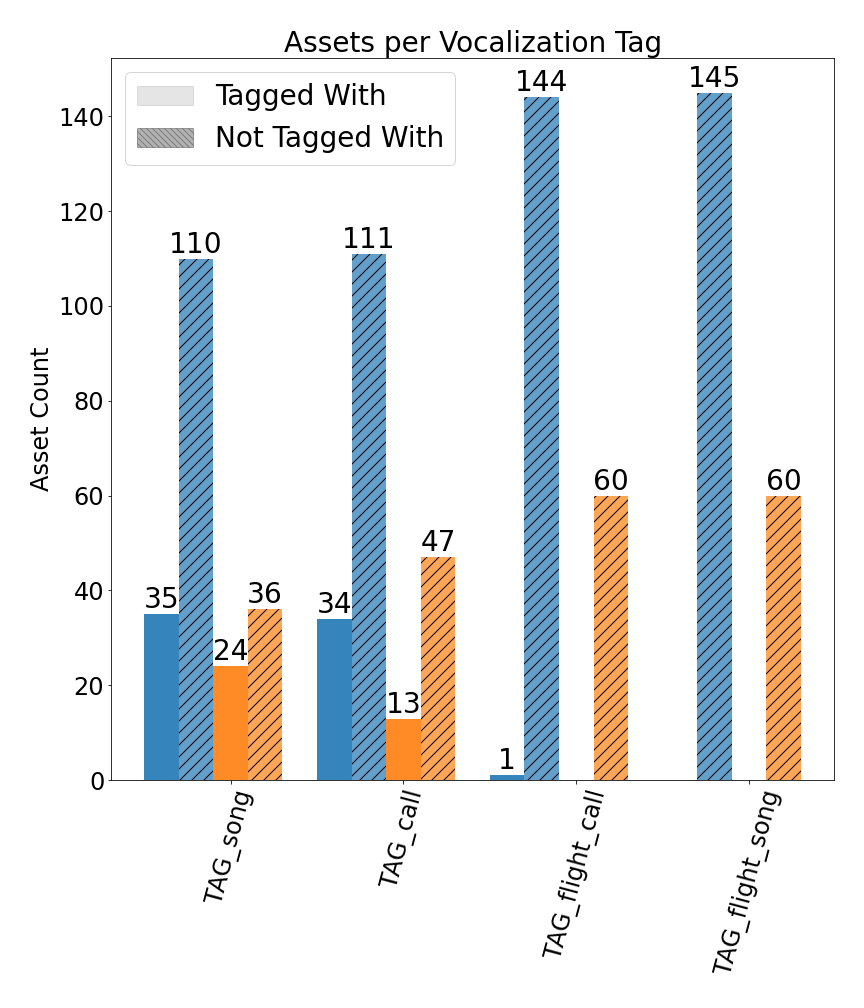 Assets per Vocalization Tag
Tagged With
Not Tagged With
Asset Count
140
120
100
80
60
40
20
0
35
110
24
36
34
111
13
47
1
144
60
145
60
TAG_song
TAG_call
TAG_flight_call
TAG_flight_song